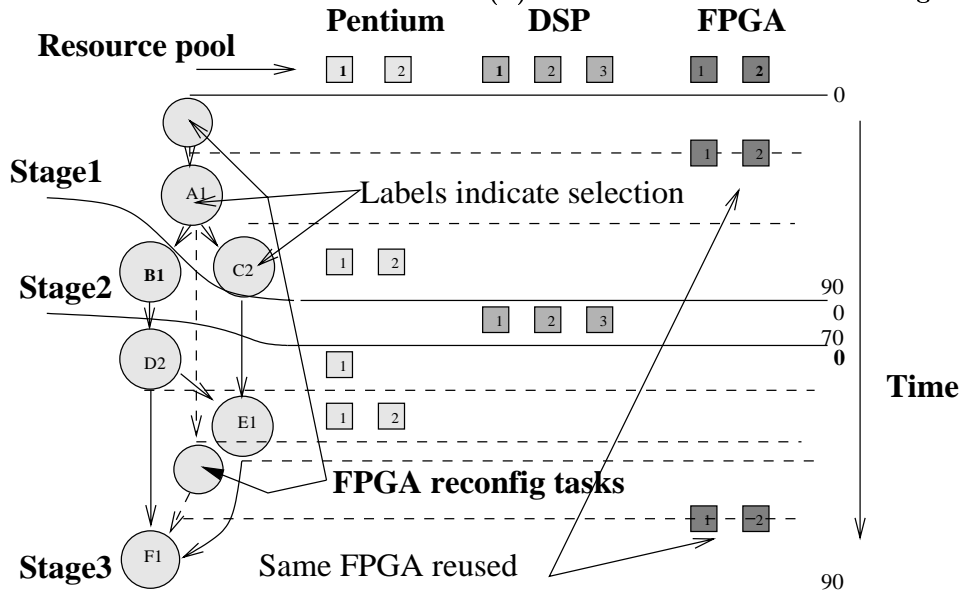 Pentium DSP FPGA
Resource pool
1 2 1 2 3 1 2
0
1 2
Stage1
A1
Labels indicate selection
B1 C2 1 2
Stage2
90
0
1 2 3
70
0
D2 1
Time
E1 1 2
FPGA reconfig tasks
1 2
F1
Stage3
Same FPGA reused
90